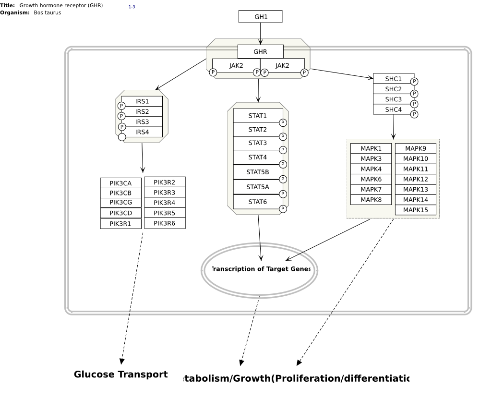 Title: Growth hormone receptor (GHR)
Organism: Bos taurus
GH1
GHR
JAK2 JAK2
P P P P
IRS1
IRS2
IRS3
IRS4
P
P
P
STAT1
STAT2
STAT3
STAT4
STAT5B
STAT5A
STAT6
SHC1
SHC2
SHC3
SHC4
P
P
P
P
MAPK1 MAPK9
MAPK3 MAPK10
MAPK4 MAPK11
MAPK6 MAPK12
MAPK7 MAPK13
MAPK8 MAPK14
MAPK15
PIK3CA PIK3R2
PIK3CB PIK3R3
PIK3CG PIK3R4
PIK3CD PIK3R5
PIK3R1 PIK3R6
Transcription of Target Genes
Glucose Transport
tabolism/Growth(Proliferation/differentiatic